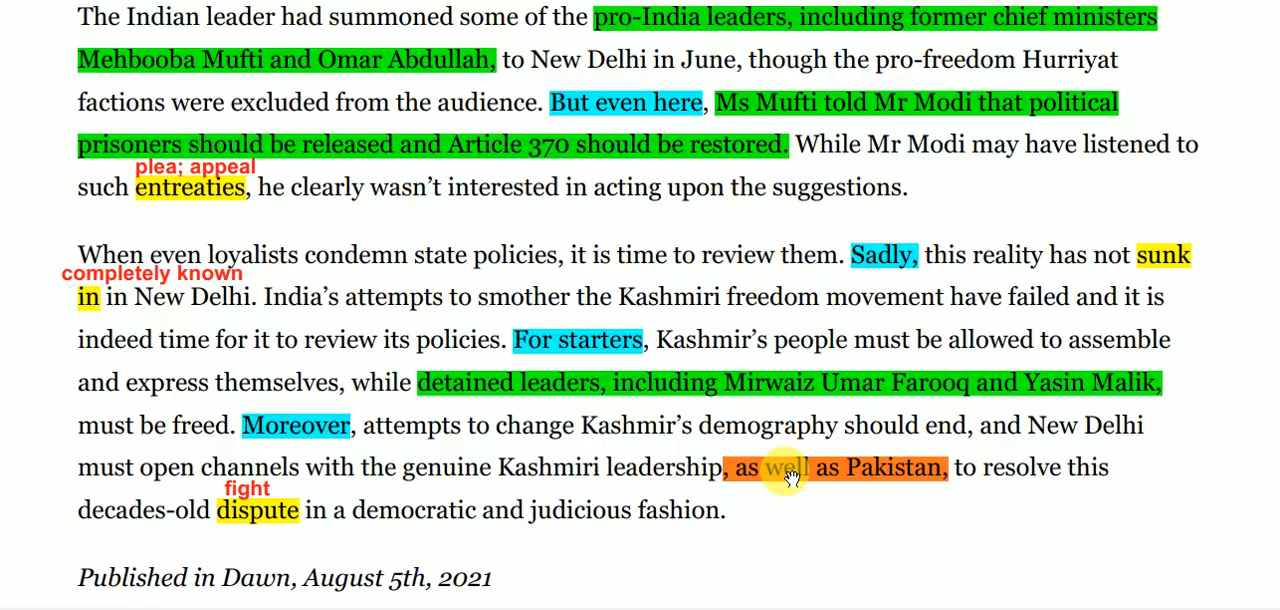 The Indian leader had summoned some of the pro-India leaders, including former chief ministers
Mehbooba Mufti and Omar Abdullah, to New Delhi in June, though the pro-freedom Hurriyat
factions were excluded from the audience. But even here, Ms Mufti told Mr Modi that political
prisoners should be released and Article 370 should be restored. While Mr Modi may have listened to
plea; appeal
such entreaties, he clearly wasn't interested in acting upon the suggestions.
When even loyalists condemn state policies, it is time to review them. Sadly, this reality has not sunk
completely known
in in New Delhi. India's attempts to smother the Kashmiri freedom movement have failed and it is
indeed time for it to review its policies. For starters, Kashmir's people must be allowed to assemble
and express themselves, while detained leaders, including Mirwaiz Umar Farooq and Yasin Malik,
must be freed. Moreover, attempts to change Kashmir's demography should end, and New Delhi
must open channels with the genuine Kashmiri leadership, as well as Pakistan, to resolve this
fight
decades-old dispute in a democratic and judicious fashion.
Published in Dawn, August 5th, 2021